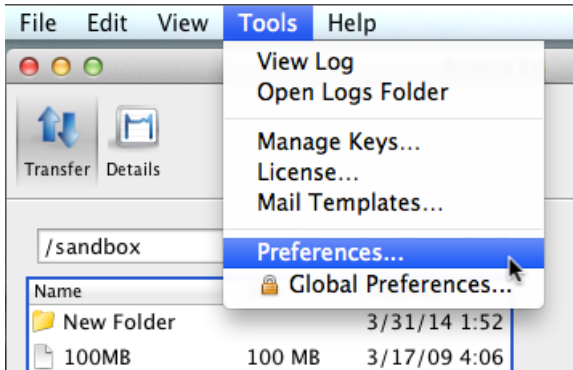 File Edit View Tools Help
View Log
Open Logs Folder
Manage Keys...
License...
Mail Templates...
Preferences...
Global Preferences...
Transfer Details
/sandbox
Name
New Folder 3/31/14 1:52
100MB 100 MB 3/17/09 4:06